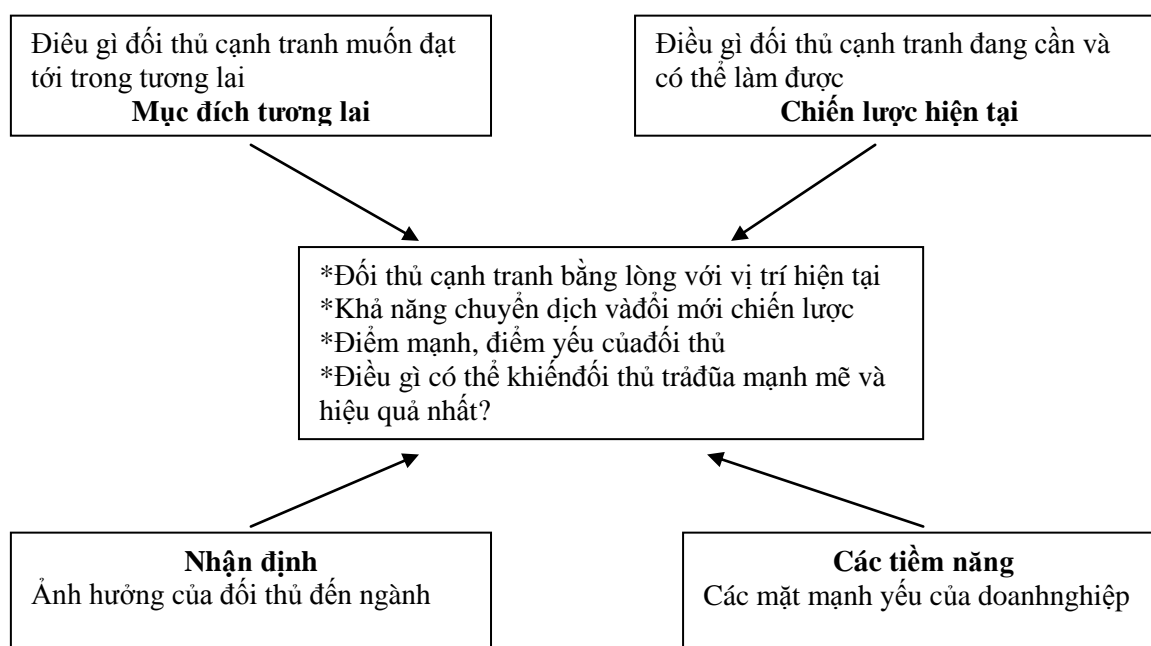 Điêu gì đối thủ cạnh tranh muốn đạt
tới trong tương lai
Mục đích tương lai
Điều gì đối thủ cạnh tranh đang cần và
có thể làm được
Chiến lược hiện tại
*Đối thủ cạnh tranh bằng lòng với vị trí hiện tại
*Khả năng chuyển dịch vàđổi mới chiến lược
*Điểm mạnh, điểm yếu củađối thủ
*Điều gì có thể khiếnđối thủ trảđũa mạnh mẽ và
hiệu quả nhất?
Nhận định
Ảnh hưởng của đối thủ đến ngành
Các tiềm năng
Các mặt mạnh yếu của doanhnghiệp